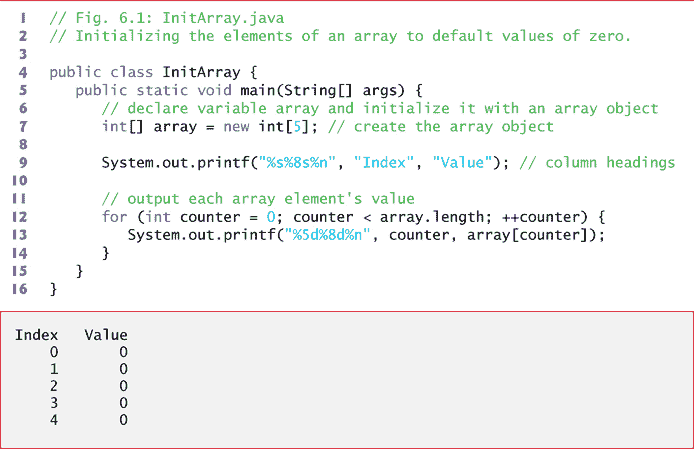 1 // Fig. 6.1: InitArray.java
2 // Initializing the elements of an array to default values of zero.
3
4 public class InitArray {
5    public static void main(String[] args) {
6       // declare variable array and initialize it with an array object
7       int[] array = new int[5]; // create the array object
8
9       System.out.printf("%s%8s%n", "Index", "Value"); // column headings
10
11       // output each array element's value
12       for (int counter = 0; counter < array.length; ++counter) {
13          System.out.printf("%5d%8d%n", counter, array[counter]);
14       }
15    }
16 }
Index   Value
    0       0
    1       0
    2       0
    3       0
    4       0